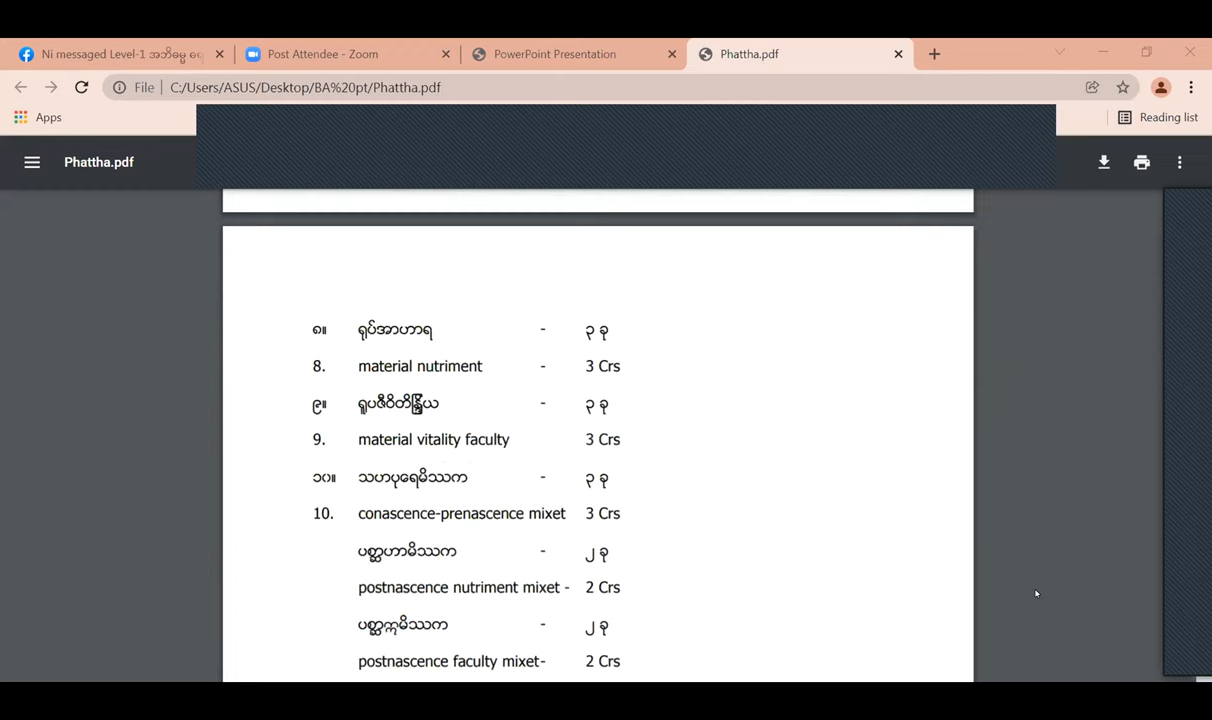 Ni messaged Level-1 အဘိဓမ္မ ရေ
Post Attendee - Zoom
PowerPoint Presentation
Phattha.pdf
File C:/Users/ASUS/Desktop/BA%20pt/Phattha.pdf
Apps
Reading list
Phattha.pdf
၈။ ရုပ်အာဟာရ - ၃ ခု
8. material nutriment - 3 Crs
၉။ ရူပဇီဝိတိန္ဒြိယ - ၃ ခု
9. material vitality faculty 3 Crs
၁၀။ သဟပုရေမိဿက - ၃ ခု
10. conascence-prenascence mixet 3 Crs
ပစ္ဆာဟာမိဿက - ၂ ခု
postnascence nutriment mixet - 2 Crs
ပစ္ဆာဣမိဿက - ၂ ခု
postnascence faculty mixet- 2 Crs